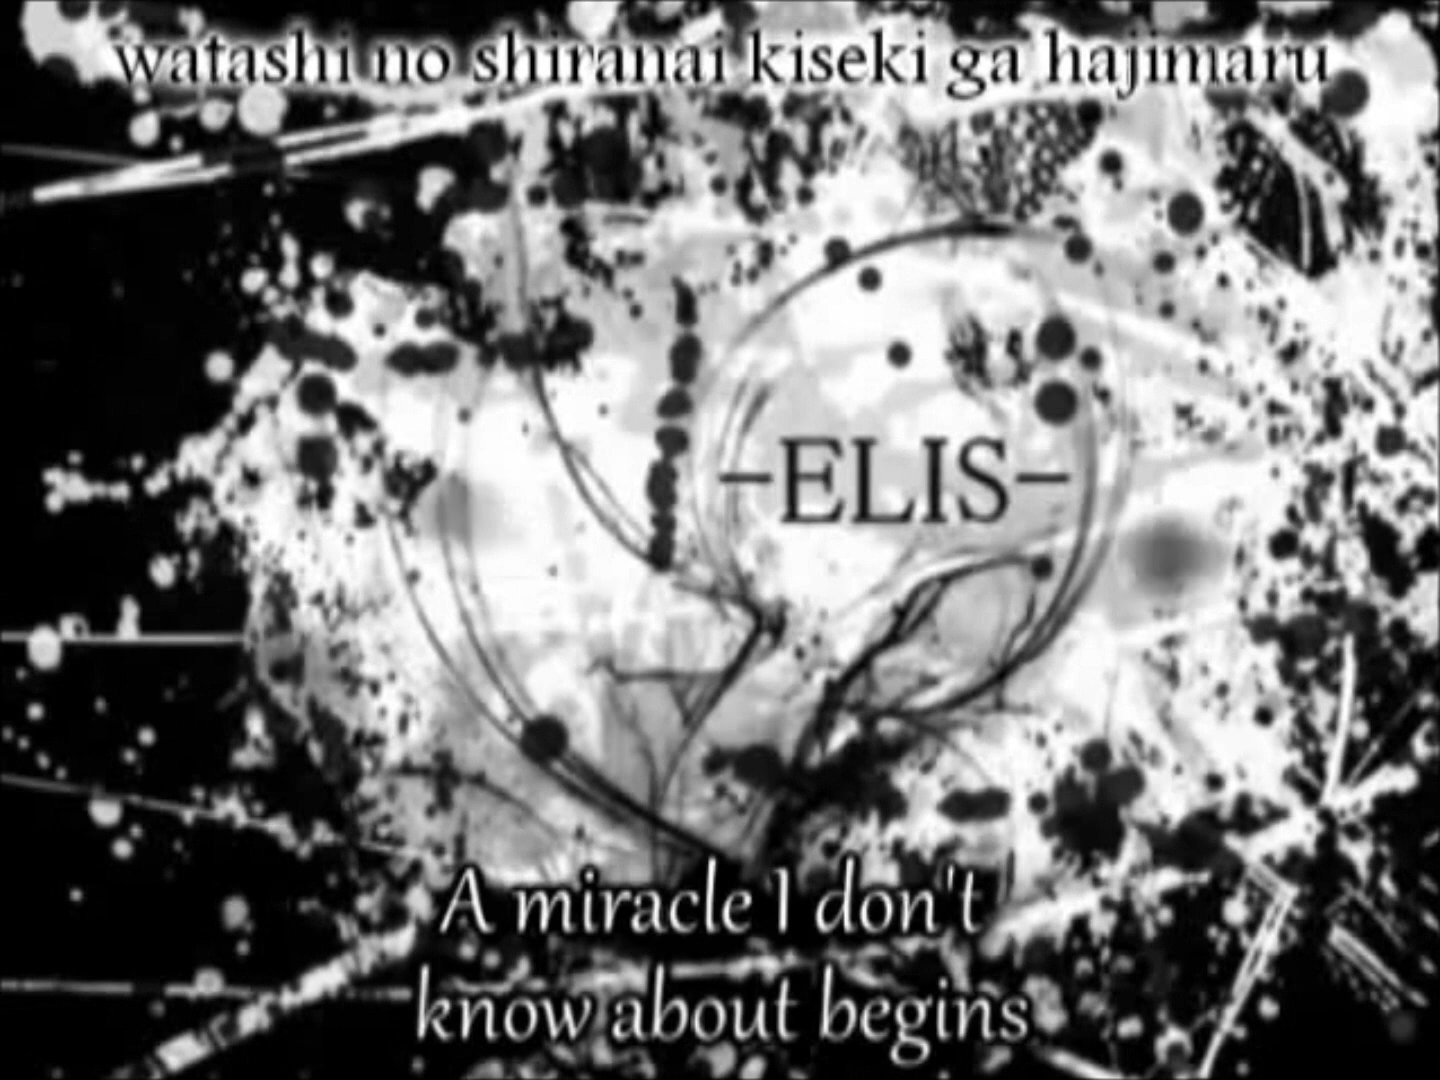 watashi no shiranai kiseki ga hajimaru
-ELIS-
A miracle I don't
know about begins